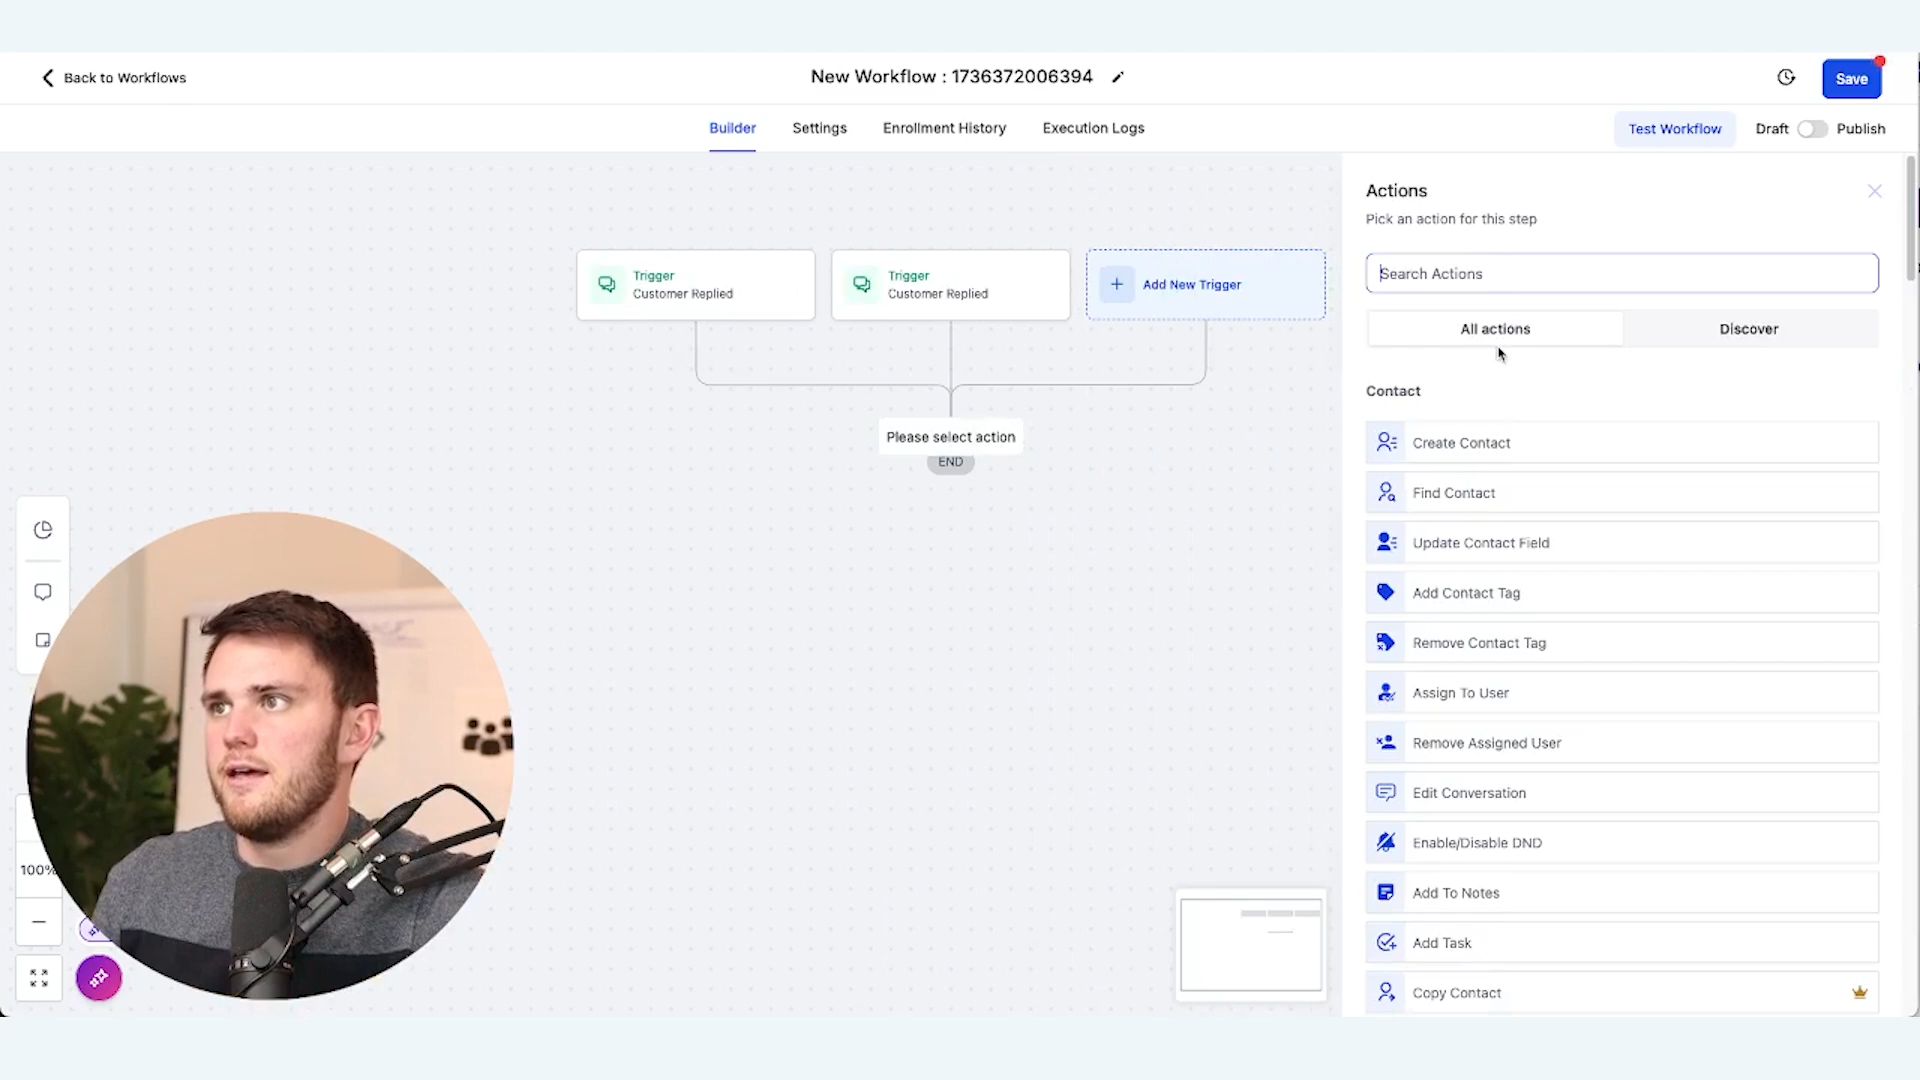 Back to Workflows
New Workflow : 1736372006394
Save
Builder
Settings
Enrollment History
Execution Logs
Test Workflow
Draft
Publish
Actions
Pick an action for this step
Search Actions
All actions
Discover
Trigger
Customer Replied
Trigger
Customer Replied
Add New Trigger
Please select action
END
Contact
Create Contact
Find Contact
Update Contact Field
Add Contact Tag
Remove Contact Tag
Assign To User
Remove Assigned User
Edit Conversation
Enable/Disable DND
Add To Notes
Add Task
Copy Contact
100%